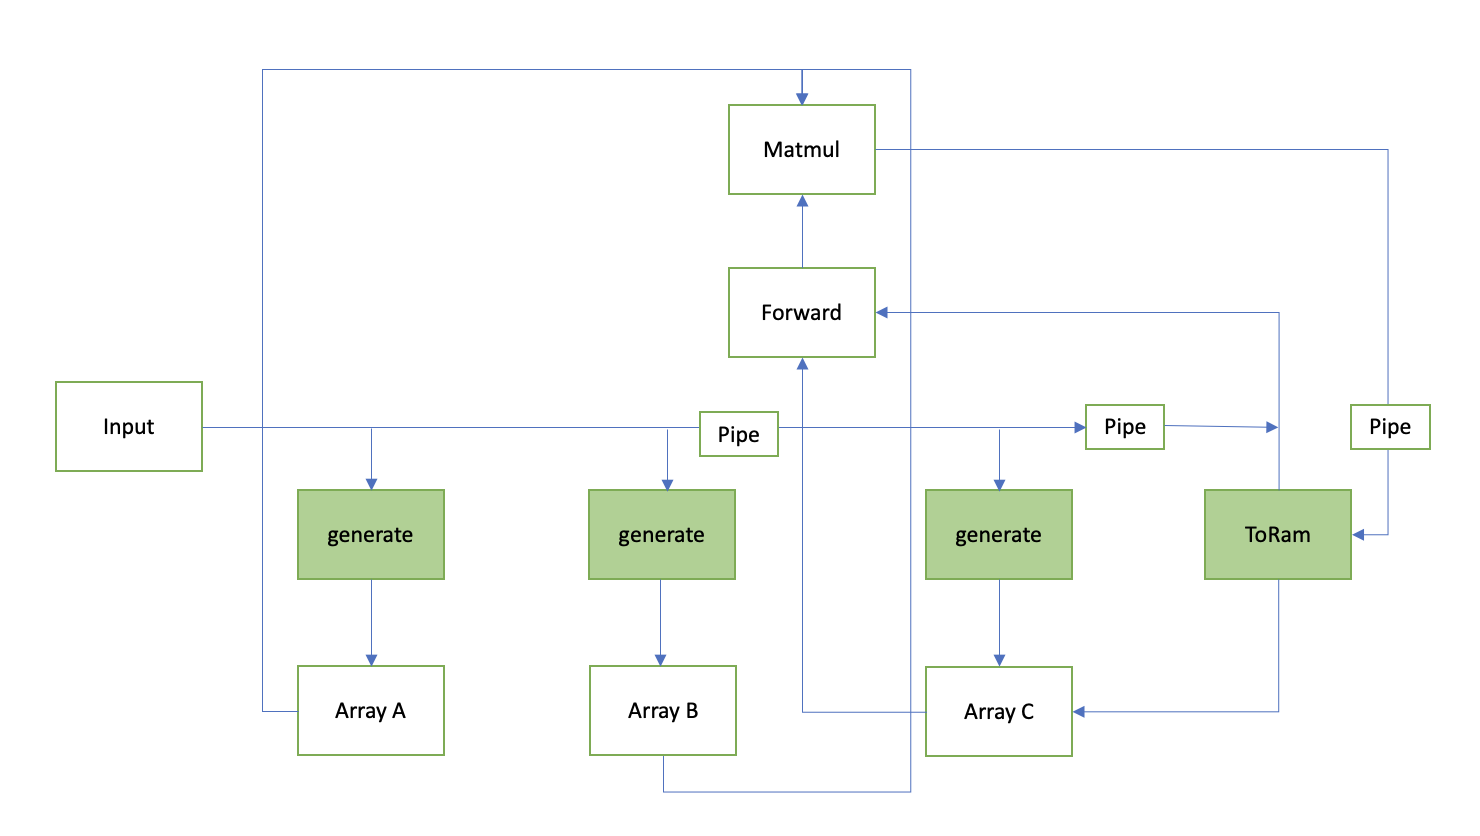 Matmul
Forward
Input
Pipe
Pipe
Pipe
generate
generate
generate
ToRam
Array A
Array B
Array C